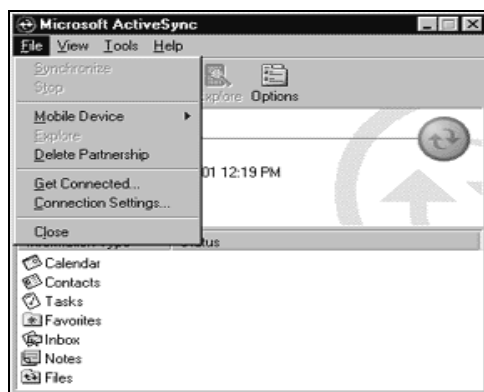 Microsoft ActiveSync
File View Tools Help
Synchronize
Stop
Explore Options
Mobile Device
Explore
Delete Partnership
01 12:19 PM
Get Connected...
Connection Settings...
Close
Information Type Status
Calendar
Contacts
Tasks
Favorites
Inbox
Notes
Files